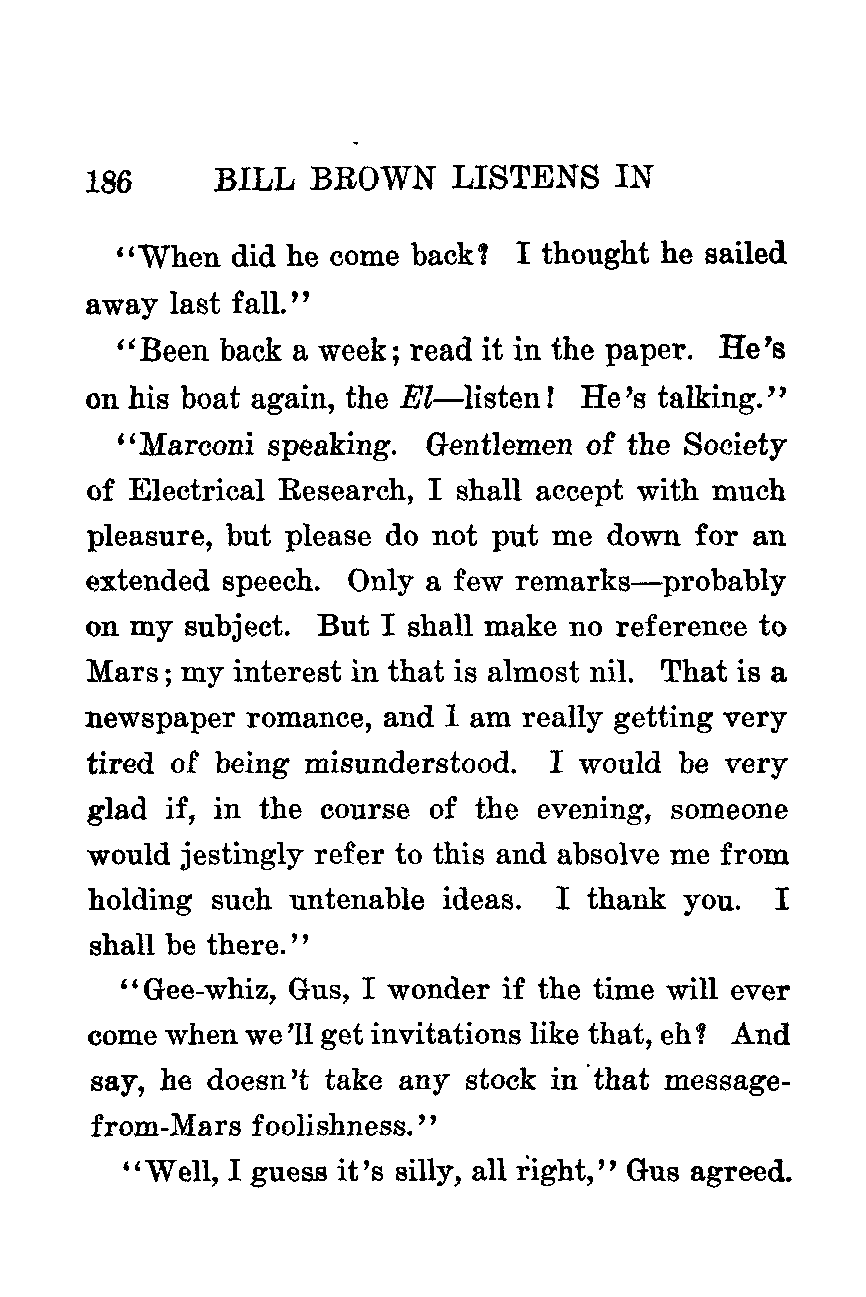 186 BILL BROWN LISTENS IN
"When did he come back? I thought he sailed
away last fall."
"Been back a week; read it in the paper. He's
on his boat again, the El—listen! He's talking."
"Marconi speaking. Gentlemen of the Society
of Electrical Research, I shall accept with much
pleasure, but please do not put me down for an
extended speech. Only a few remarks—probably
on my subject. But I shall make no reference to
Mars; my interest in that is almost nil. That is a
newspaper romance, and I am really getting very
tired of being misunderstood. I would be very
glad if, in the course of the evening, someone
would jestingly refer to this and absolve me from
holding such untenable ideas. I thank you. I
shall be there."
"Gee-whiz, Gus, I wonder if the time will ever
come when we'll get invitations like that, eh? And
say, he doesn't take any stock in that message-
from-Mars foolishness."
"Well, I guess it's silly, all right," Gus agreed.